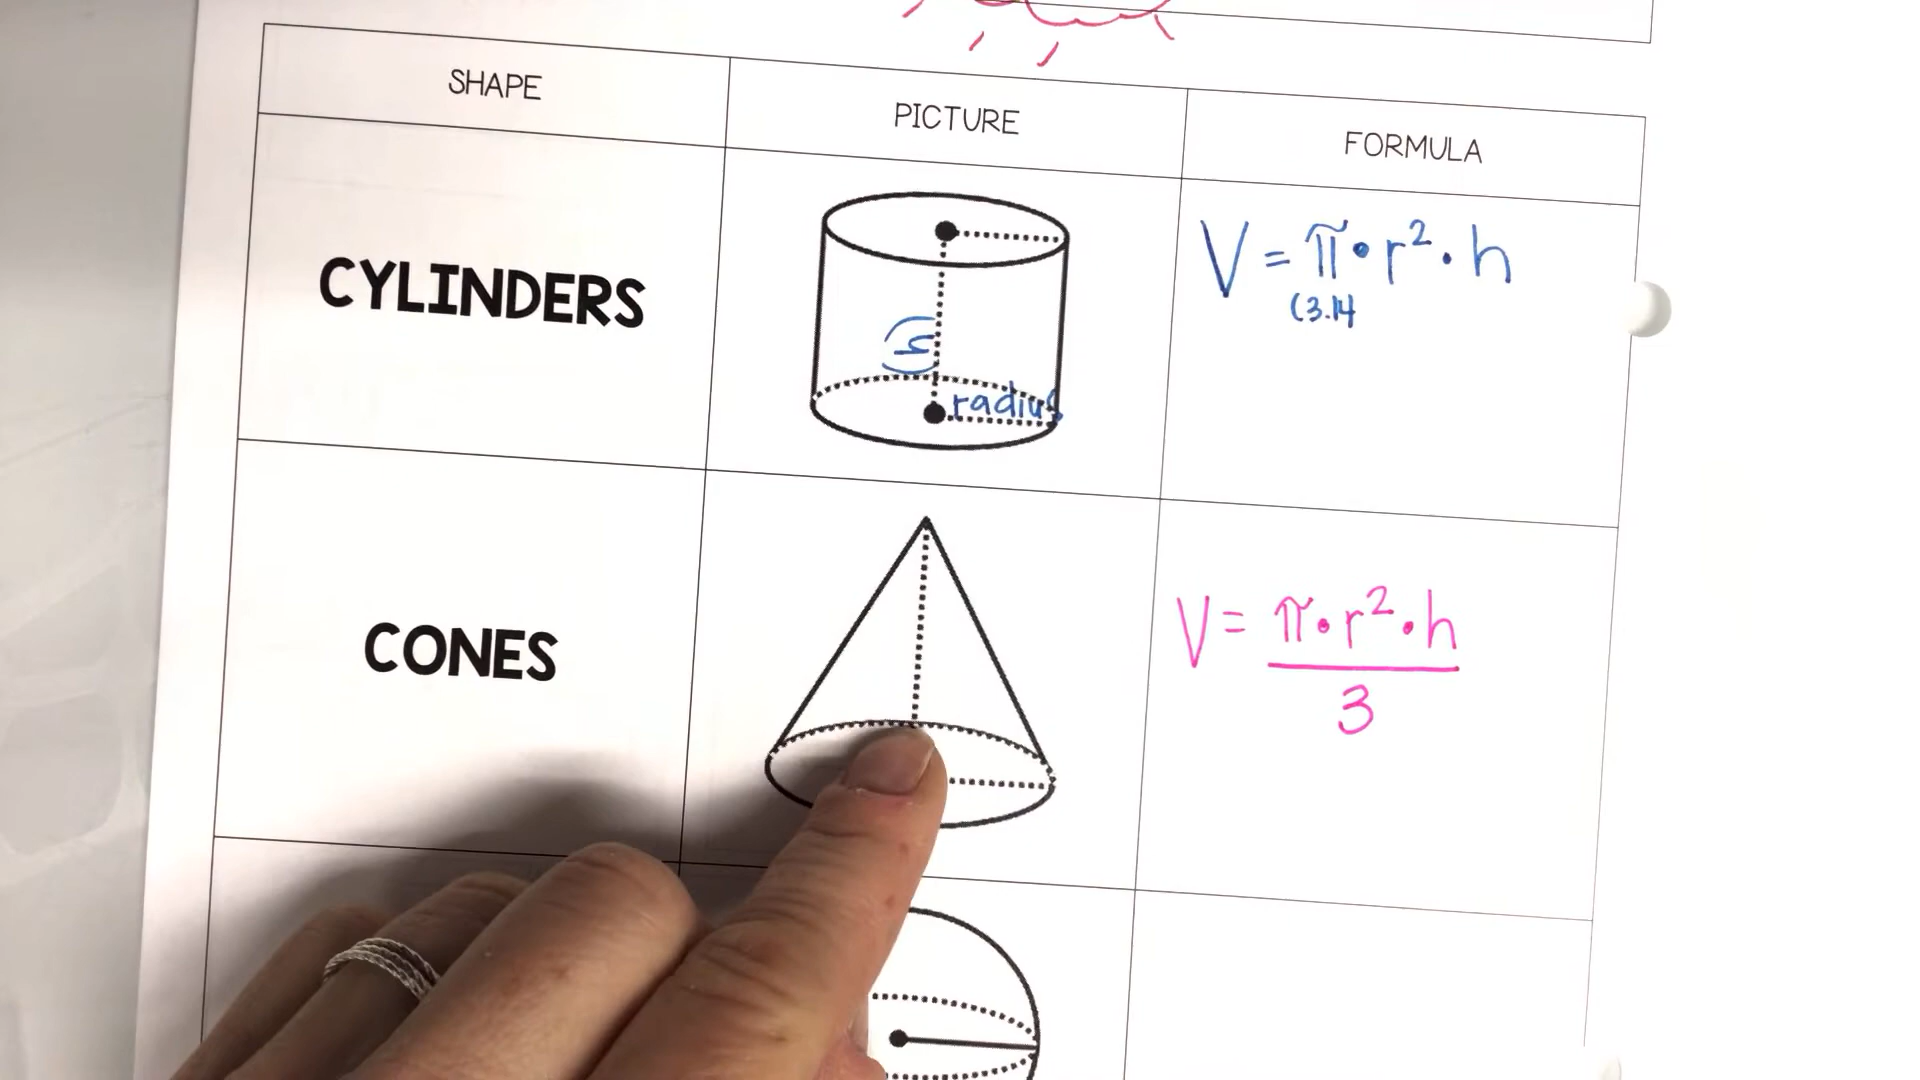 SHAPE
PICTURE
FORMULA
CYLINDERS
h
radius
V = π • r² • h
(3.14
CONES
V = π • r² • h
3